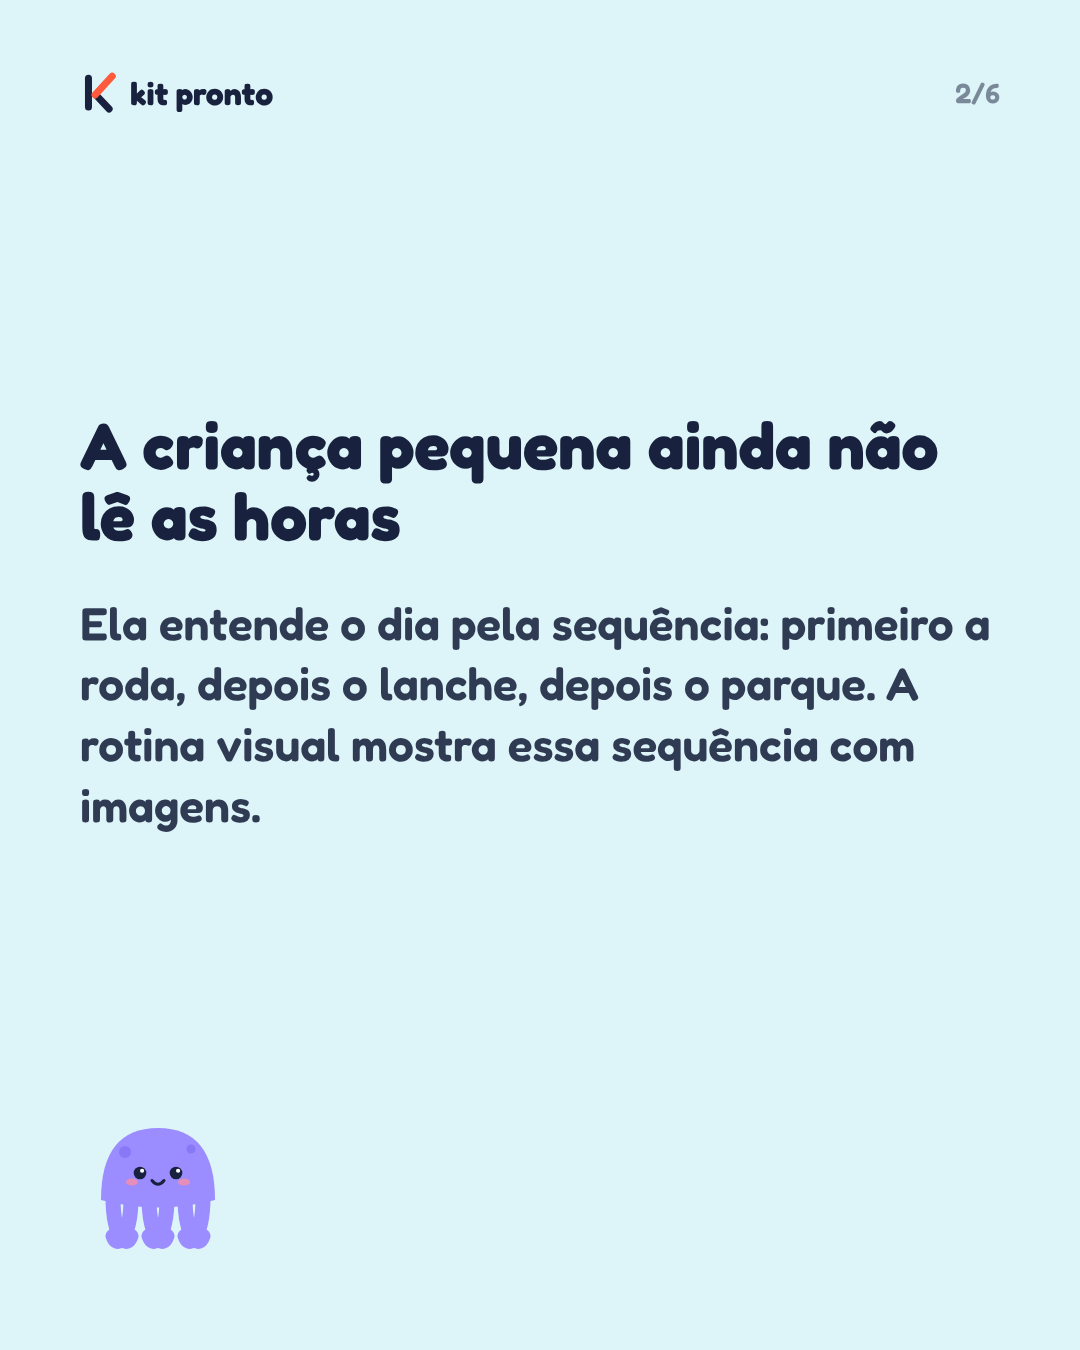 kit pronto
2/6
A criança pequena ainda não
lê as horas
Ela entende o dia pela sequência: primeiro a
roda, depois o lanche, depois o parque. A
rotina visual mostra essa sequência com
imagens.